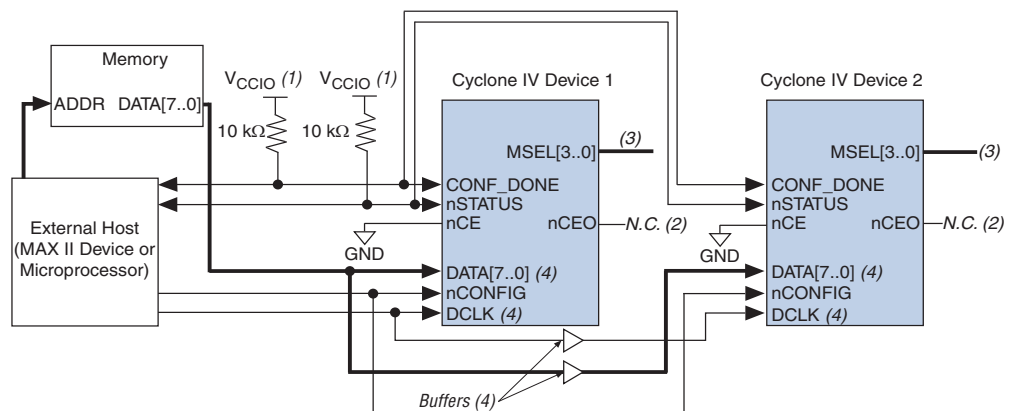 Memory
ADDR DATA[7..0]
External Host
(MAX II Device or
Microprocessor)
VCCIO (1)
10 kΩ
VCCIO (1)
10 kΩ
GND
Cyclone IV Device 1
MSEL[3..0]
(3)
CONF_DONE
nSTATUS
nCE
nCEO
N.C. (2)
DATA[7..0] (4)
nCONFIG
DCLK (4)
Buffers (4)
GND
Cyclone IV Device 2
MSEL[3..0]
(3)
CONF_DONE
nSTATUS
nCE
nCEO
N.C. (2)
DATA[7..0] (4)
nCONFIG
DCLK (4)